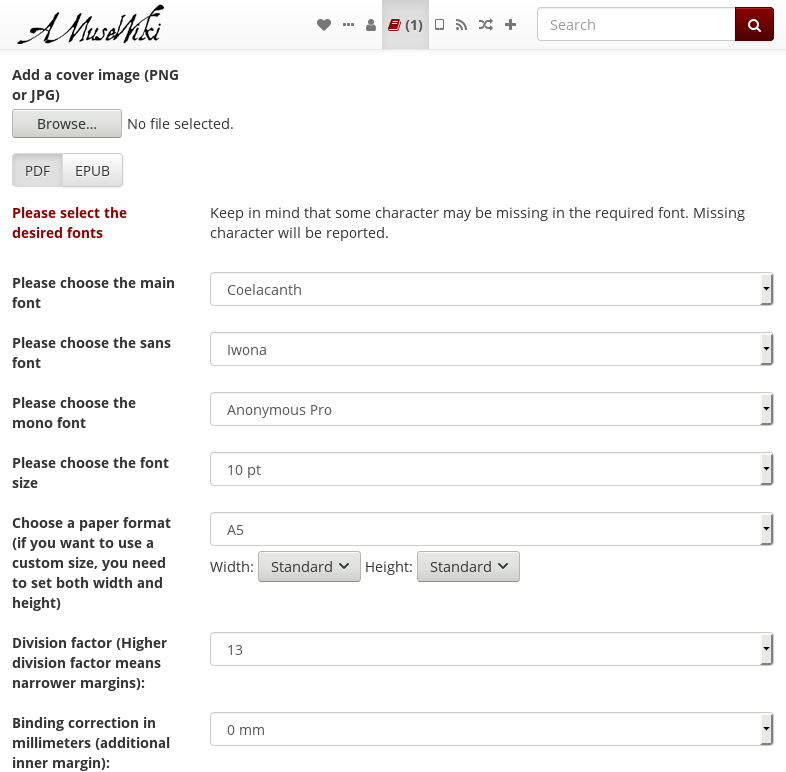 AMuseWiki
(1)
Search
Add a cover image (PNG
or JPG)
Browse... No file selected.
PDF EPUB
Please select the
desired fonts
Keep in mind that some character may be missing in the required font. Missing
character will be reported.
Please choose the main
font
Coelacanth
Please choose the sans
font
Iwona
Please choose the
mono font
Anonymous Pro
Please choose the font
size
10 pt
Choose a paper format
(if you want to use a
custom size, you need
to set both width and
height)
A5
Width: Standard Height: Standard
Division factor (Higher
division factor means
narrower margins):
13
Binding correction in
millimeters (additional
inner margin):
0 mm